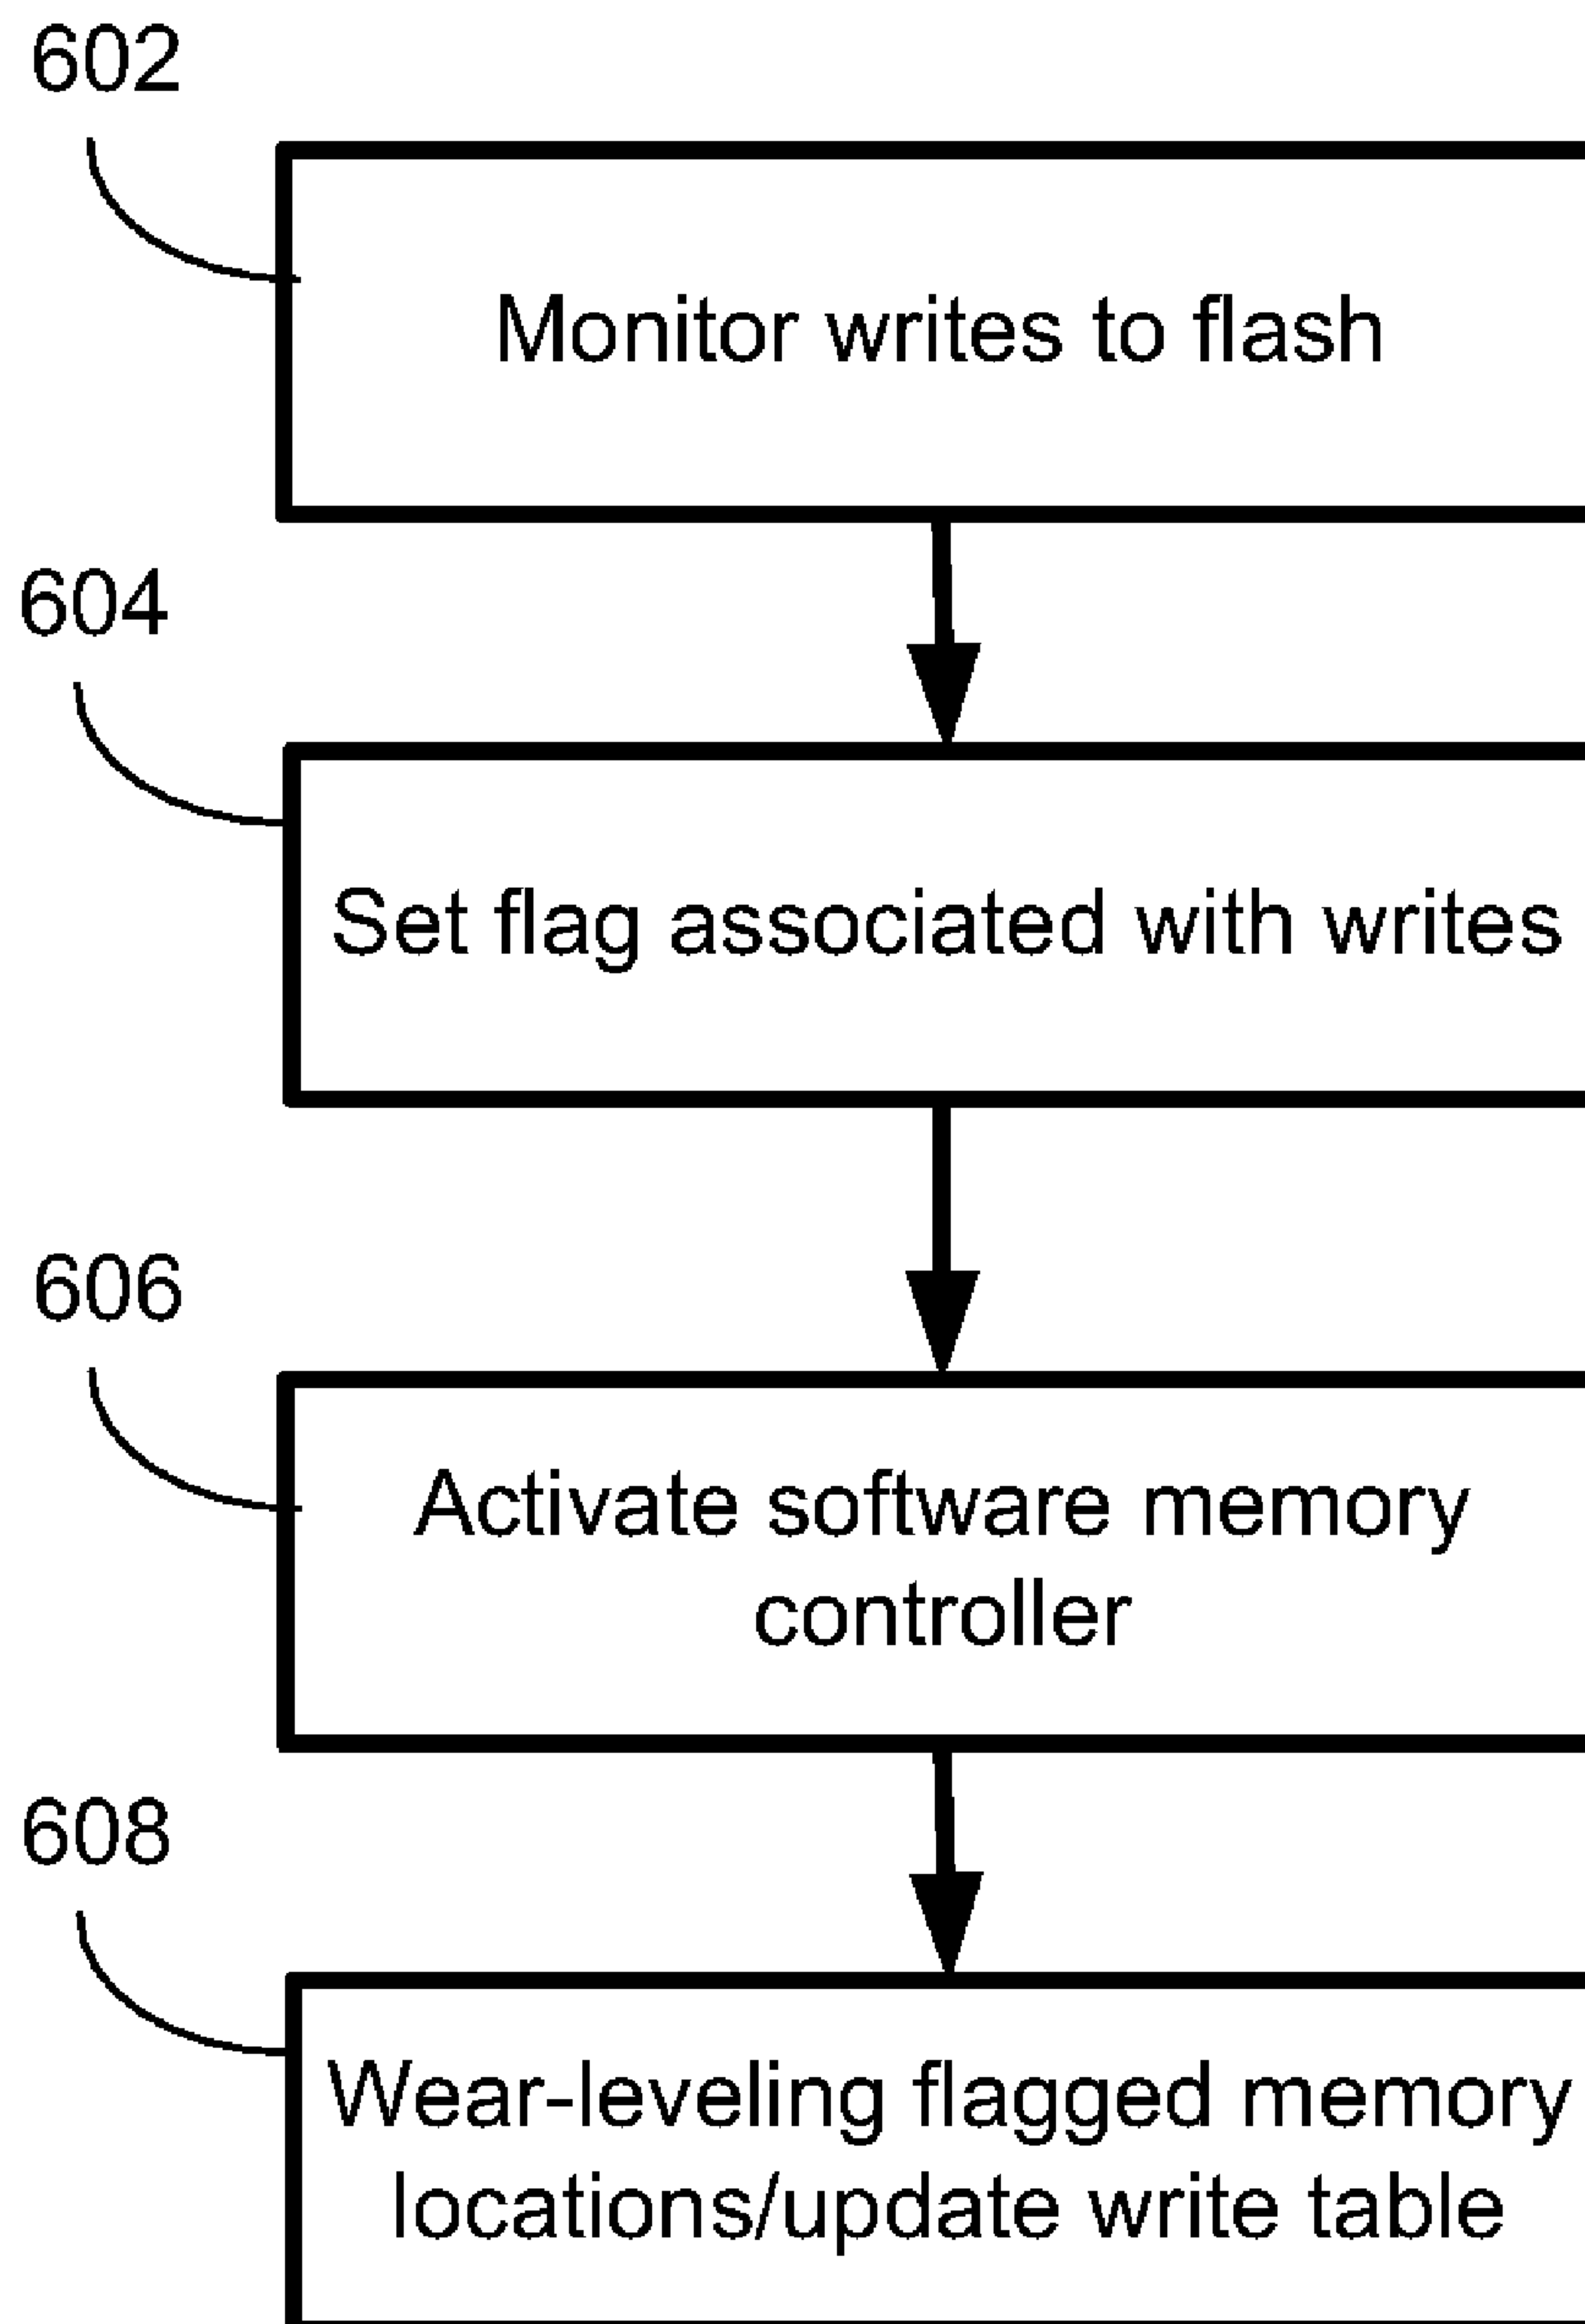 602
Monitor writes to flash
604
Set flag associated with writes
606
Activate software memory
controller
608
Wear-leveling flagged memory
locations/update write table